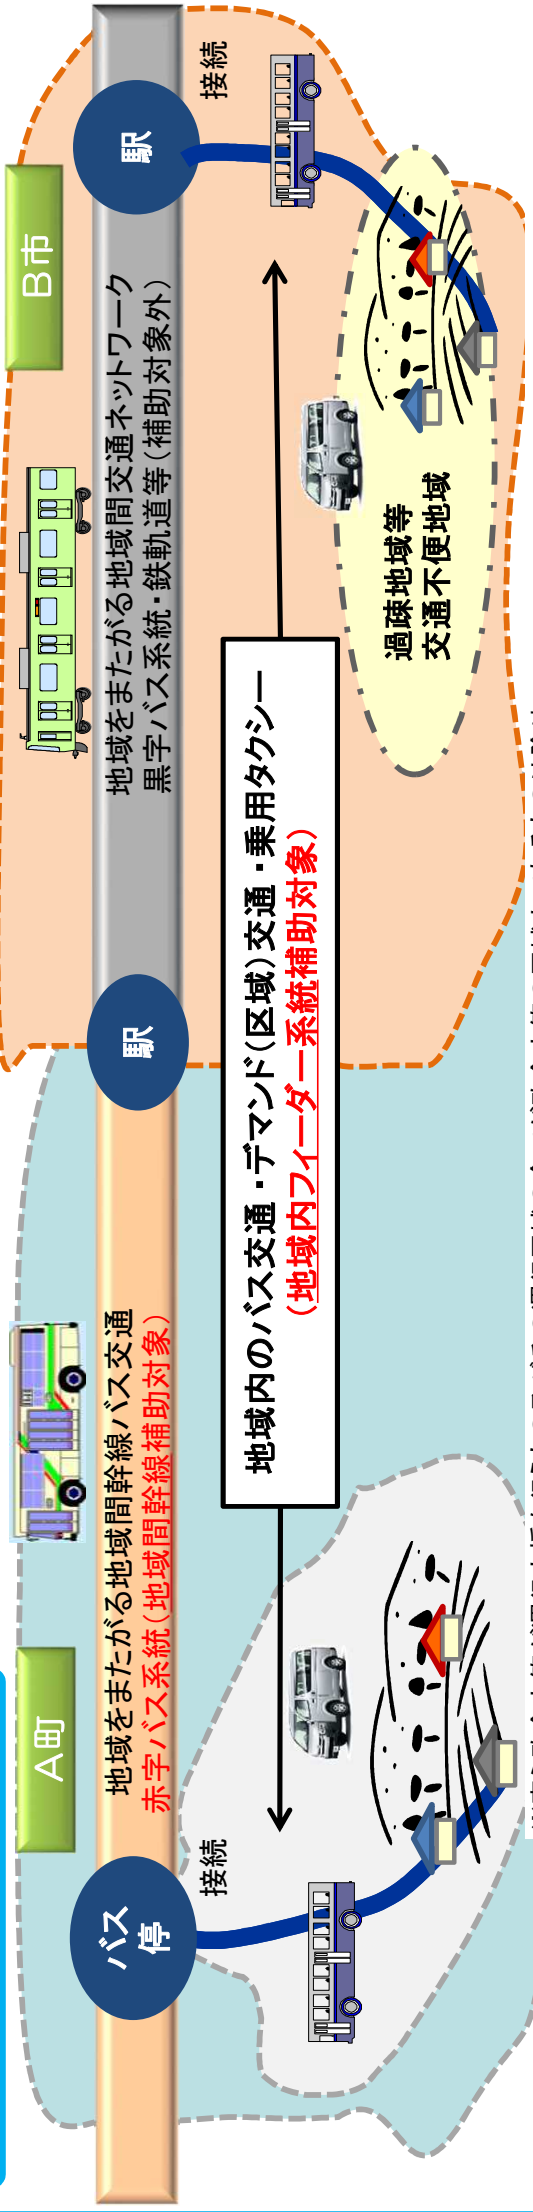 A町
B市
バス
停
駅
駅
地域をまたがる地域間幹線バス交通
赤字バス系統(地域間幹線補助対象)
地域をまたがる地域間交通ネットワーク
黒字バス系統・鉄軌道等(補助対象外)
接続
接続
地域内のバス交通・デマンド(区域)交通・乗用タクシー
(地域内フィーダー系統補助対象)
過疎地域等
交通不便地域